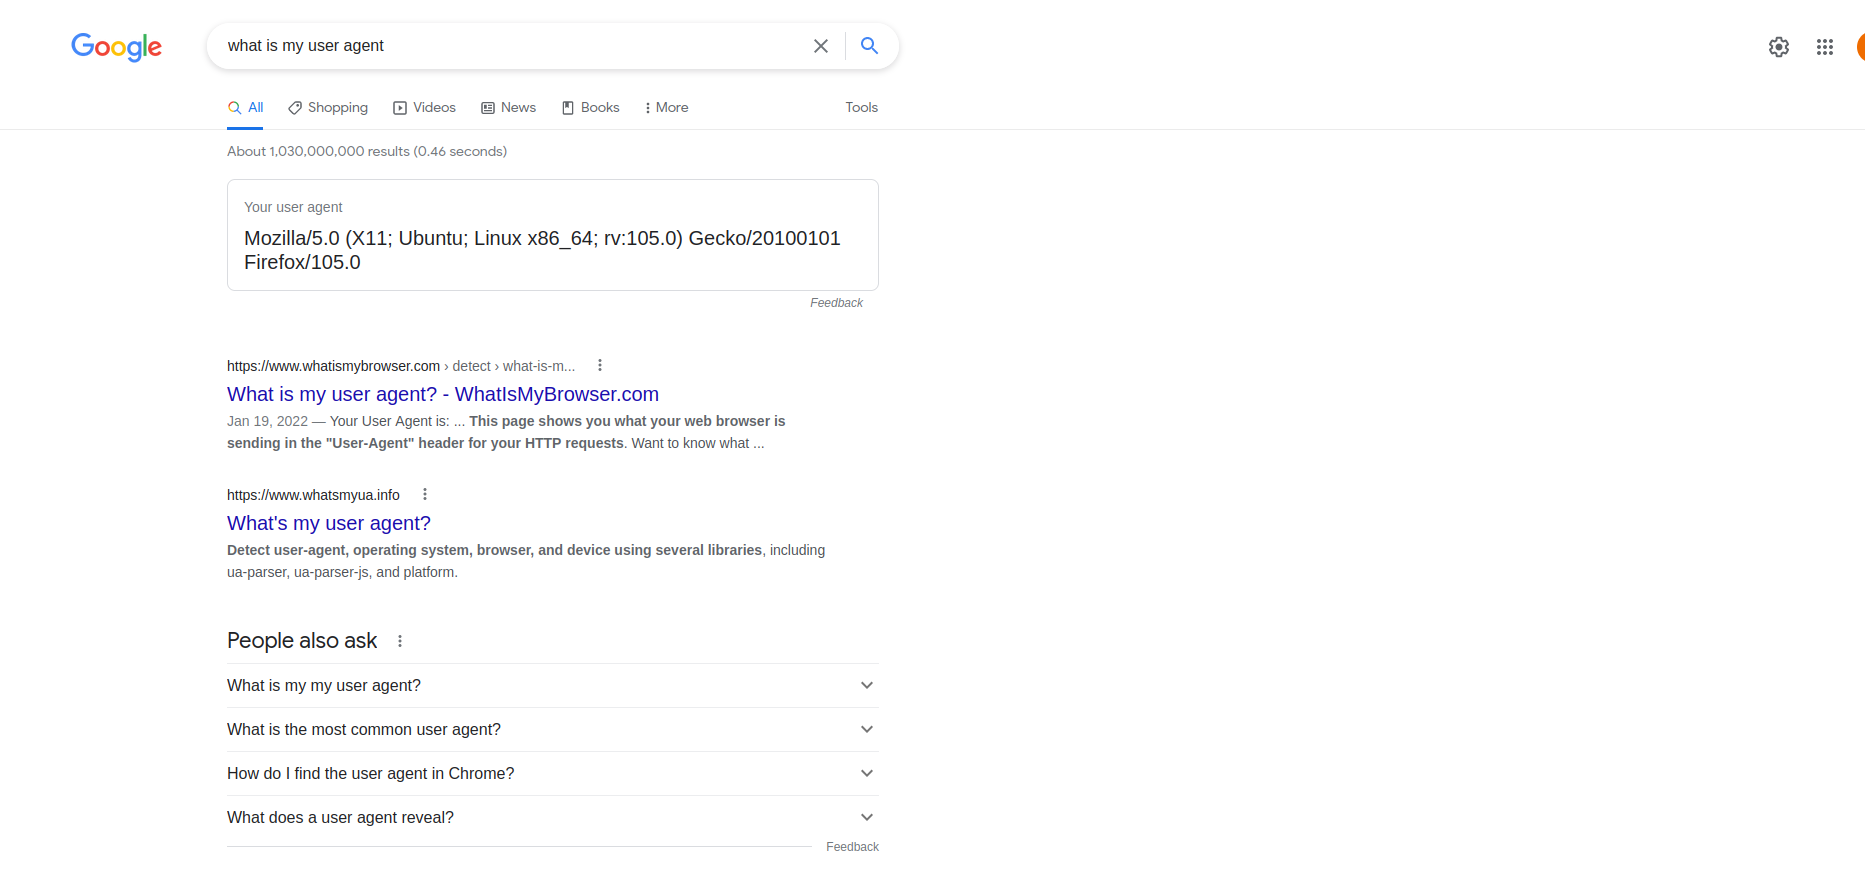 Google
what is my user agent
All Shopping Videos News Books More Tools
About 1,030,000,000 results (0.46 seconds)
Your user agent
Mozilla/5.0 (X11; Ubuntu; Linux x86_64; rv:105.0) Gecko/20100101
Firefox/105.0
Feedback
https://www.whatismybrowser.com › detect › what-is-m...
What is my user agent? - WhatIsMyBrowser.com
Jan 19, 2022 — Your User Agent is: ... This page shows you what your web browser is
sending in the "User-Agent" header for your HTTP requests. Want to know what ...
https://www.whatsmyua.info
What's my user agent?
Detect user-agent, operating system, browser, and device using several libraries, including
ua-parser, ua-parser-js, and platform.
People also ask
What is my my user agent?
What is the most common user agent?
How do I find the user agent in Chrome?
What does a user agent reveal?
Feedback